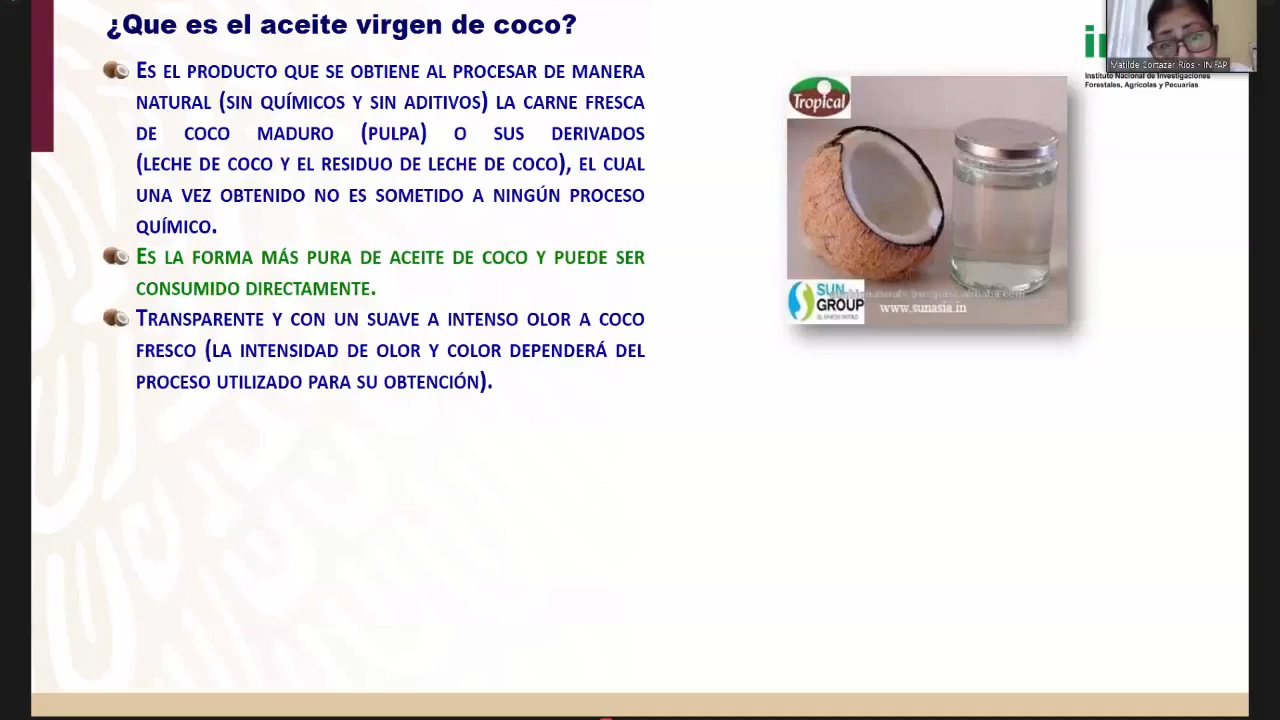 ¿Que es el aceite virgen de coco?
ES EL PRODUCTO QUE SE OBTIENE AL PROCESAR DE MANERA
NATURAL (SIN QUÍMICOS Y SIN ADITIVOS) LA CARNE FRESCA
DE COCO MADURO (PULPA) O SUS DERIVADOS
(LECHE DE COCO Y EL RESIDUO DE LECHE DE COCO), EL CUAL
UNA VEZ OBTENIDO NO ES SOMETIDO A NINGÚN PROCESO
QUÍMICO.
ES LA FORMA MÁS PURA DE ACEITE DE COCO Y PUEDE SER
CONSUMIDO DIRECTAMENTE.
TRANSPARENTE Y CON UN SUAVE A INTENSO OLOR A COCO
FRESCO (LA INTENSIDAD DE OLOR Y COLOR DEPENDERÁ DEL
PROCESO UTILIZADO PARA SU OBTENCIÓN).
Tropical
SUN
GROUP
www.sunasia.in
Matilde Cortazar Rios - INIFAP
Instituto Nacional de Investigaciones
Forestales, Agrícolas y Pecuarias